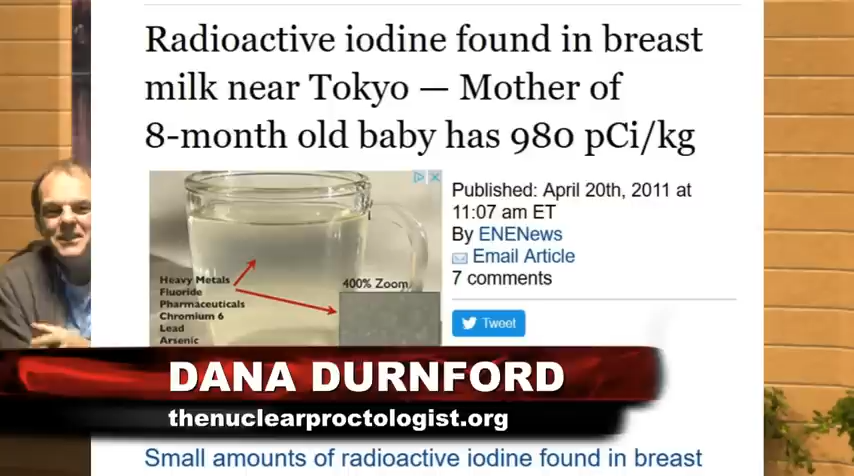 Radioactive iodine found in breast
milk near Tokyo — Mother of
8-month old baby has 980 pCi/kg
Published: April 20th, 2011 at
11:07 am ET
By ENENews
Email Article
7 comments
Tweet
Heavy Metals
Fluoride
Pharmaceuticals
Chromium 6
Lead
Arsenic
400% Zoom
DANA DURNFORD
thenuclearproctologist.org
Small amounts of radioactive iodine found in breast